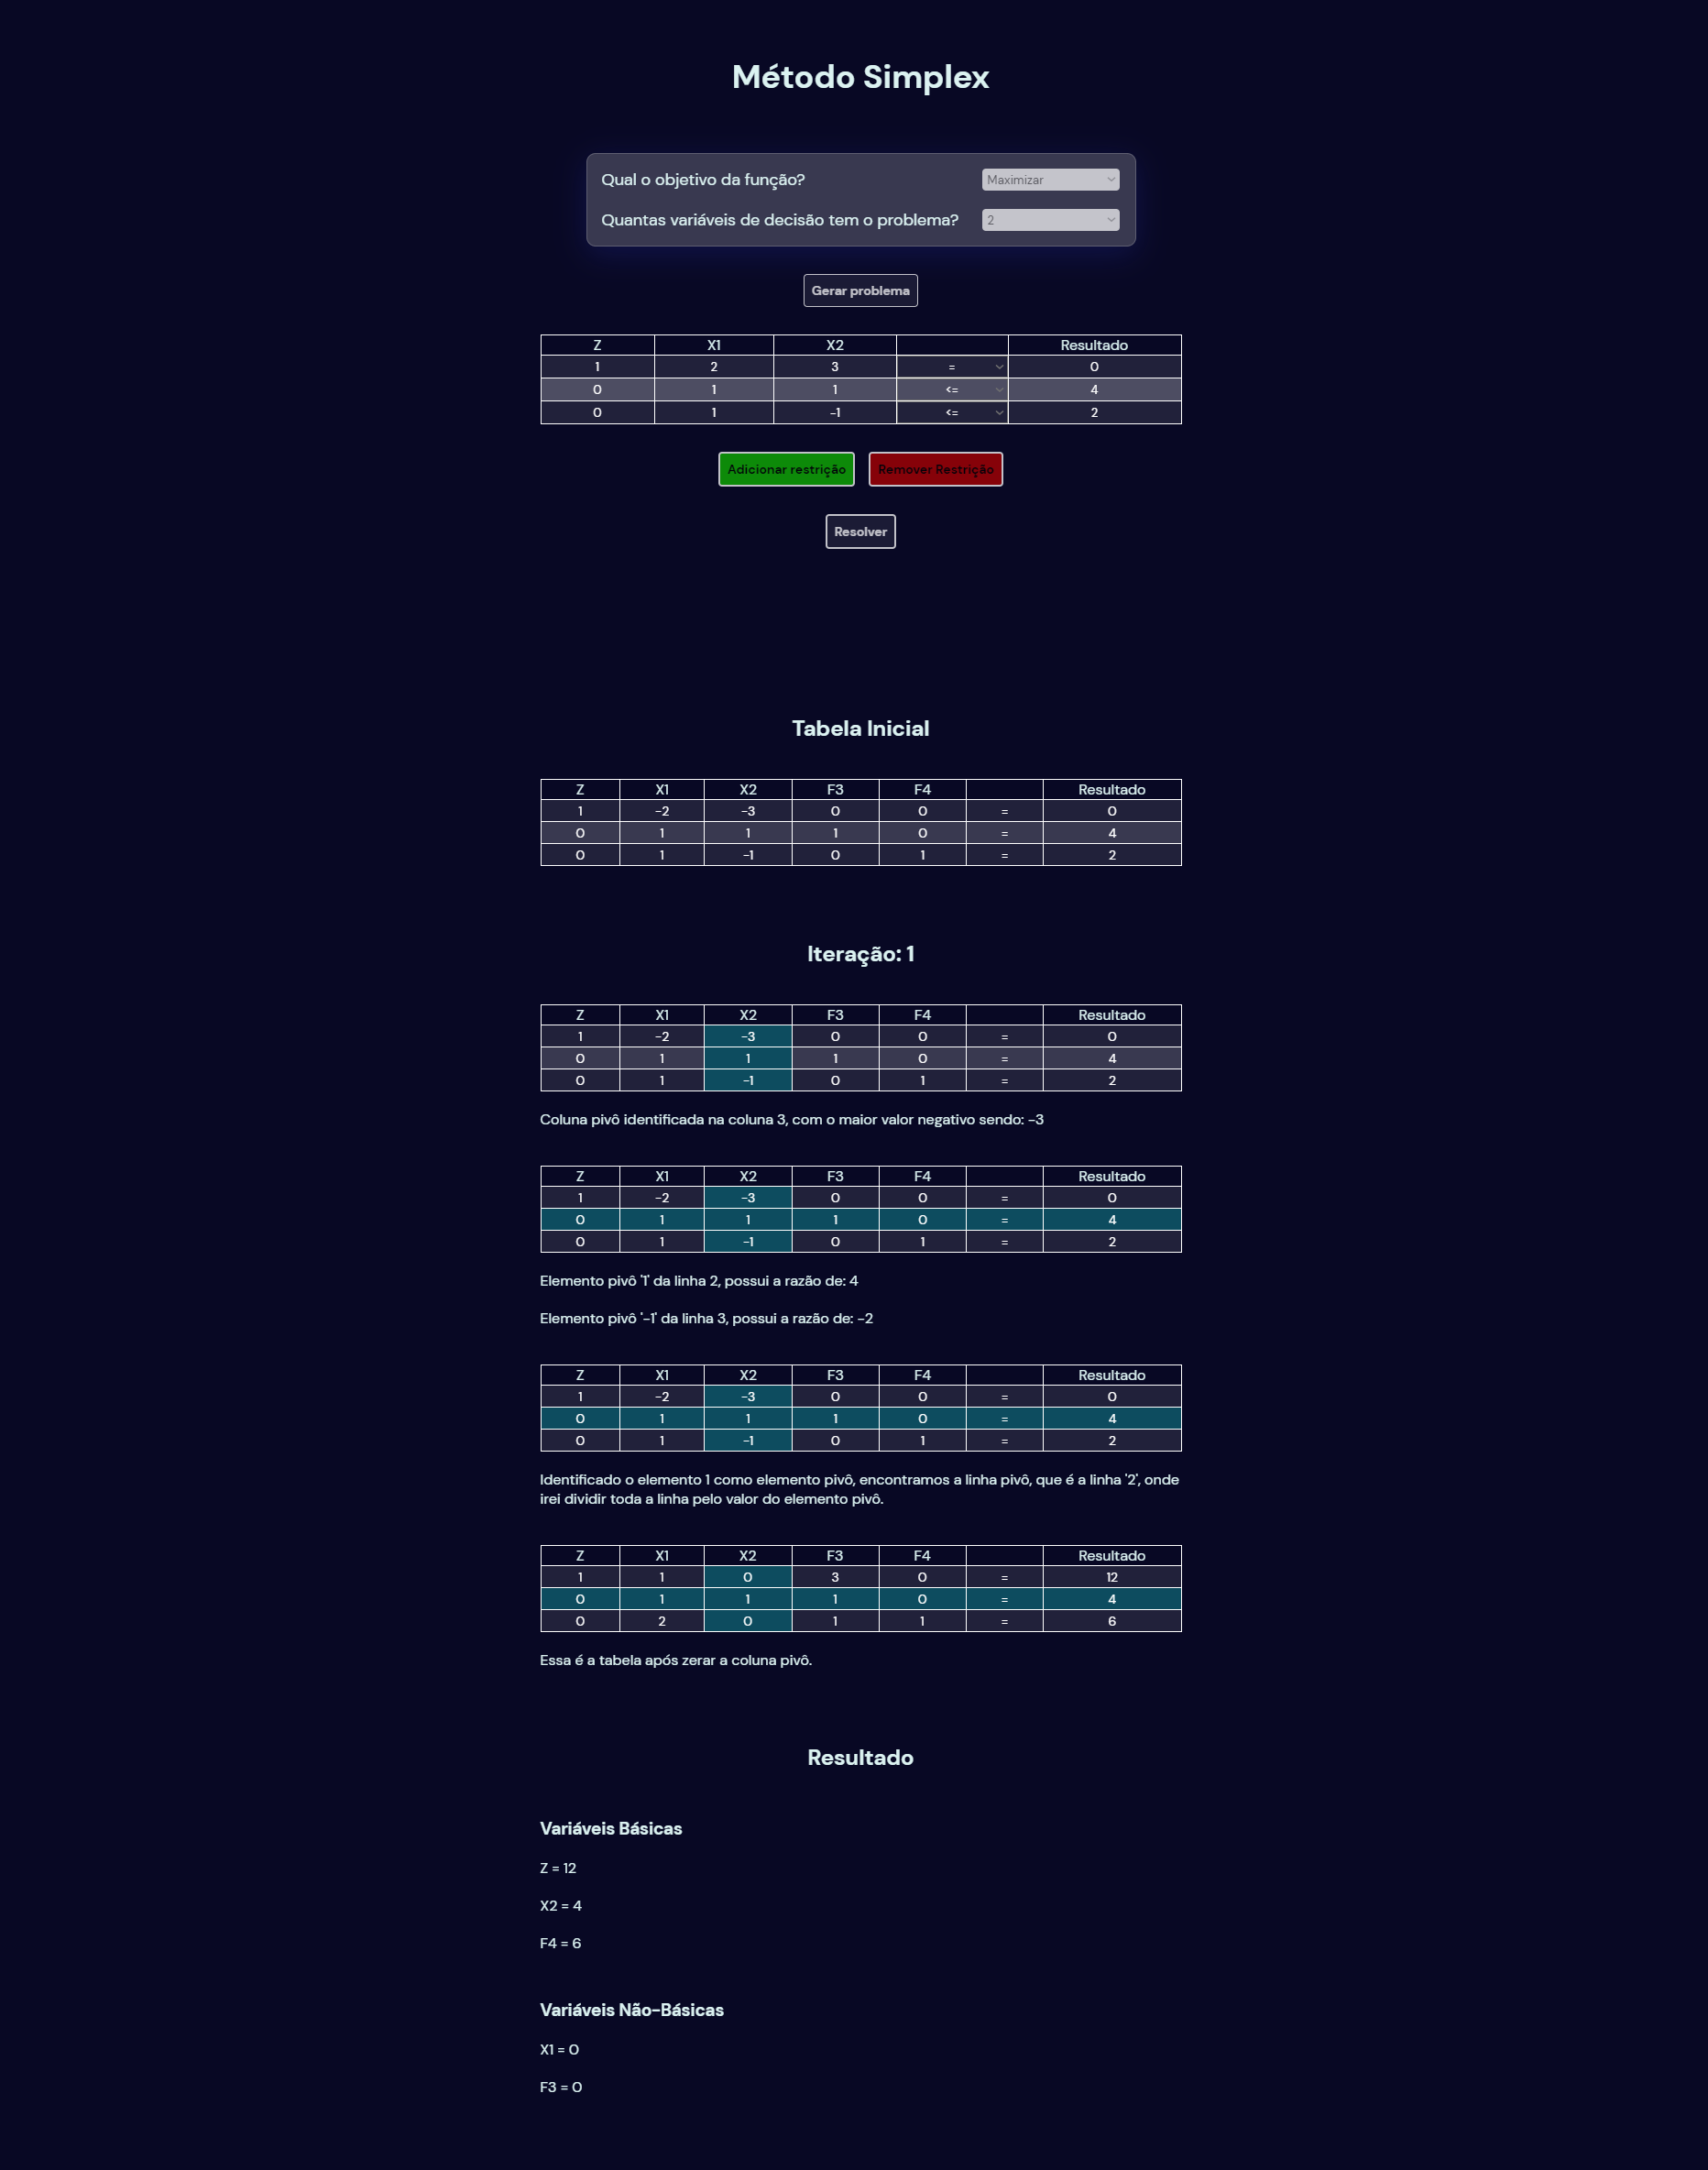 Método Simplex
Qual o objetivo da função? Maximizar
Quantas variáveis de decisão tem o problema? 2
Gerar problema
Z X1 X2 Resultado
1 2 3 = 0
0 1 1 <= 4
0 1 -1 <= 2
Adicionar restrição Remover Restrição
Resolver
Tabela Inicial
Z X1 X2 F3 F4 Resultado
1 -2 -3 0 0 = 0
0 1 1 1 0 = 4
0 1 -1 0 1 = 2
Iteração: 1
Z X1 X2 F3 F4 Resultado
1 -2 -3 0 0 = 0
0 1 1 1 0 = 4
0 1 -1 0 1 = 2
Coluna pivô identificada na coluna 3, com o maior valor negativo sendo: -3
Z X1 X2 F3 F4 Resultado
1 -2 -3 0 0 = 0
0 1 1 1 0 = 4
0 1 -1 0 1 = 2
Elemento pivô '1' da linha 2, possui a razão de: 4
Elemento pivô '-1' da linha 3, possui a razão de: -2
Z X1 X2 F3 F4 Resultado
1 -2 -3 0 0 = 0
0 1 1 1 0 = 4
0 1 -1 0 1 = 2
Identificado o elemento 1 como elemento pivô, encontramos a linha pivô, que é a linha '2', onde
irei dividir toda a linha pelo valor do elemento pivô.
Z X1 X2 F3 F4 Resultado
1 1 0 3 0 = 12
0 1 1 1 0 = 4
0 2 0 1 1 = 6
Essa é a tabela após zerar a coluna pivô.
Resultado
Variáveis Básicas
Z = 12
X2 = 4
F4 = 6
Variáveis Não-Básicas
X1 = 0
F3 = 0